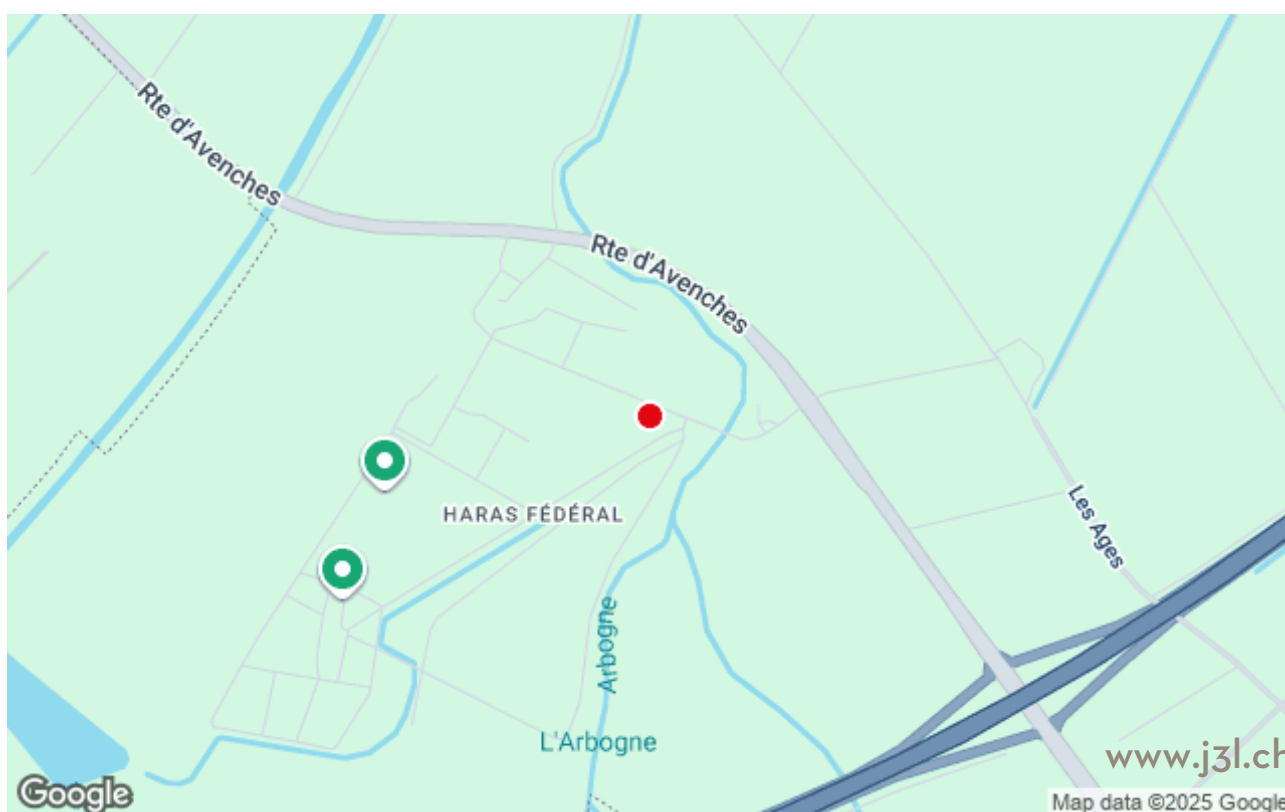 Rte d'Avenches
Rte d'Avenches
HARAS FÉDÉRAL
Les Ages
Arbogne
L'Arbogne
www.j3l.ch
Google
Map data ©2025 Google